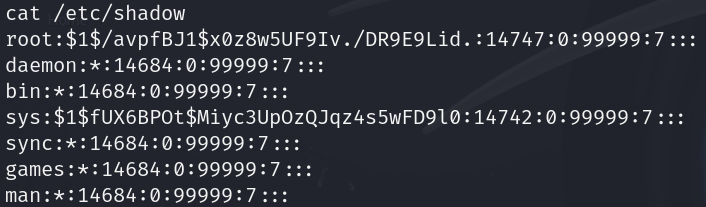 cat /etc/shadow
root:$1$/avpfBJ1$x0z8w5UF9Iv./DR9E9Lid.:14747:0:99999:7:::
daemon:*:14684:0:99999:7:::
bin:*:14684:0:99999:7:::
sys:$1$fUX6BPOt$Miyc3UpOzQJqz4s5wFD9l0:14742:0:99999:7:::
sync:*:14684:0:99999:7:::
games:*:14684:0:99999:7:::
man:*:14684:0:99999:7:::